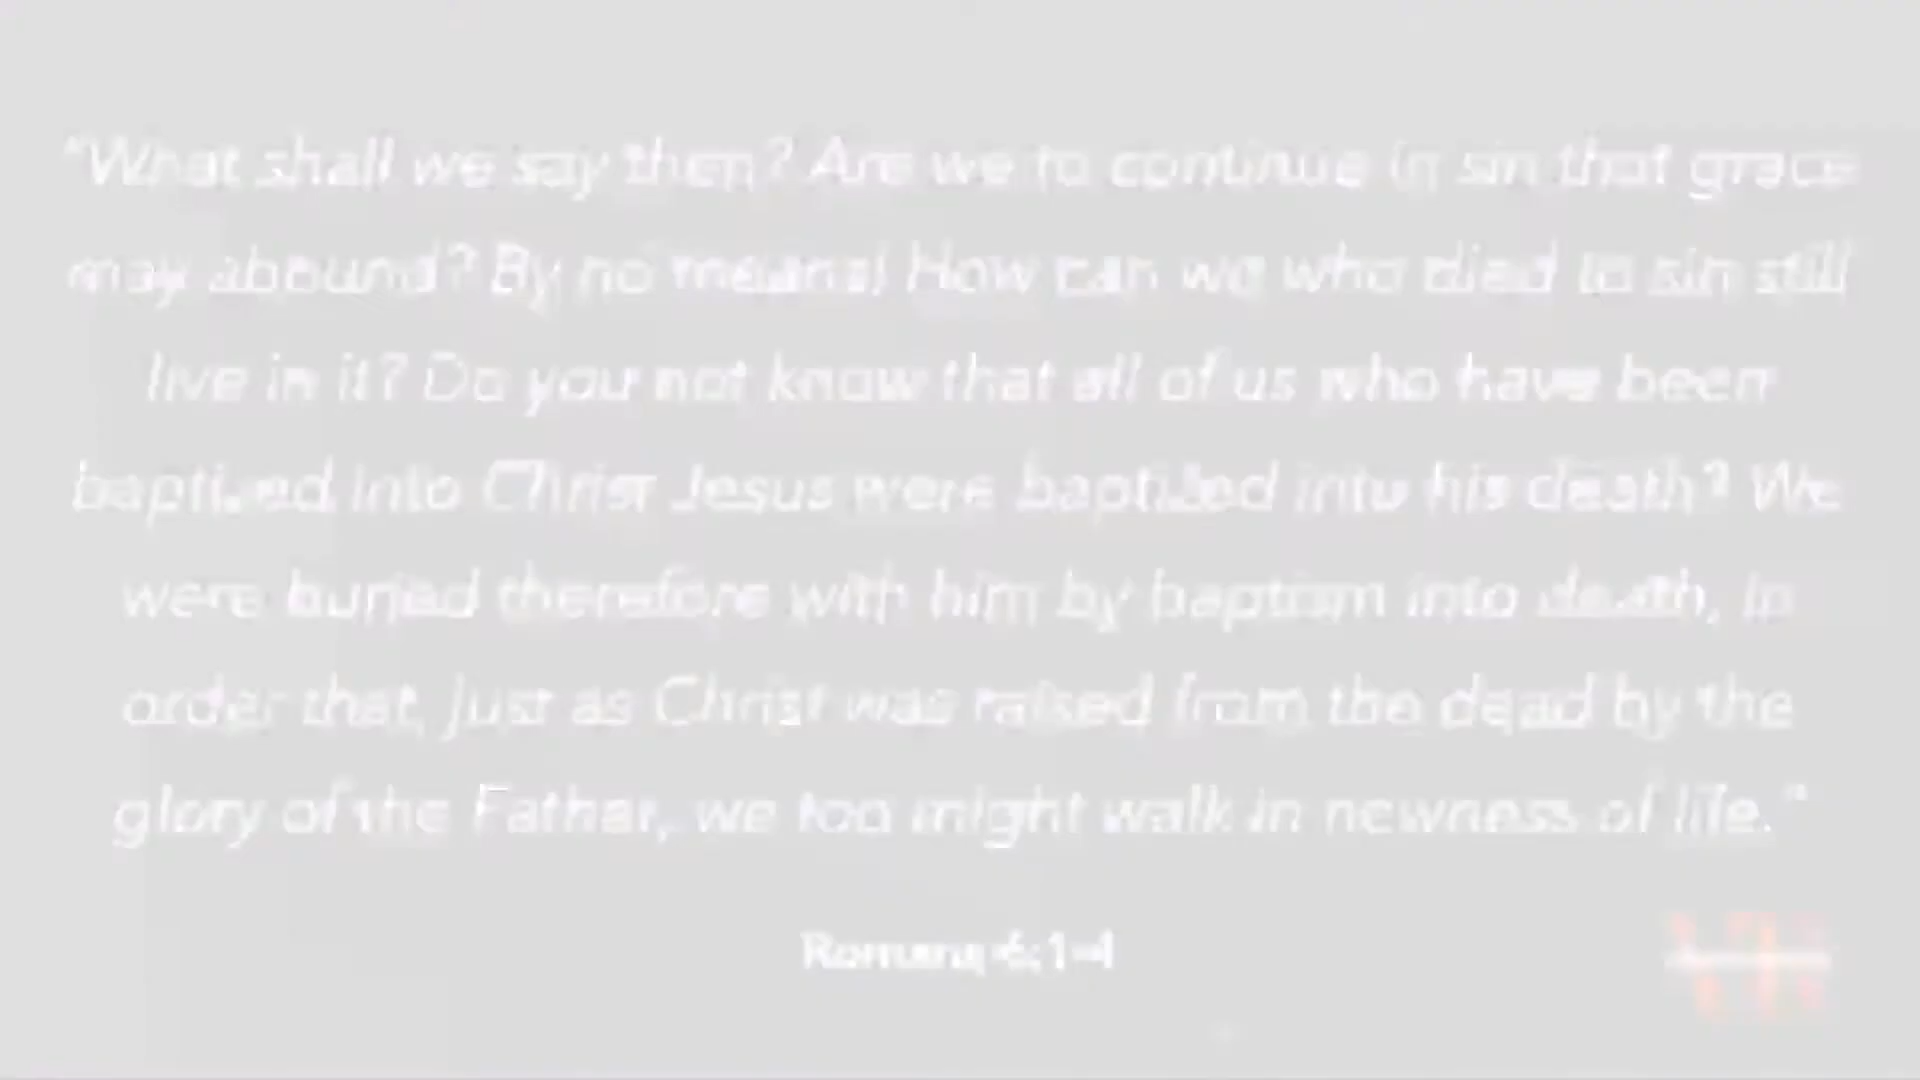 "What shall we say then? Are we to continue in sin that grace
may abound? By no means! How can we who died to sin still
live in it? Do you not know that all of us who have been
baptized into Christ Jesus were baptized into his death? We
were buried therefore with him by baptism into death, in
order that, just as Christ was raised from the dead by the
glory of the Father, we too might walk in newness of life."
Romans 6:1-4